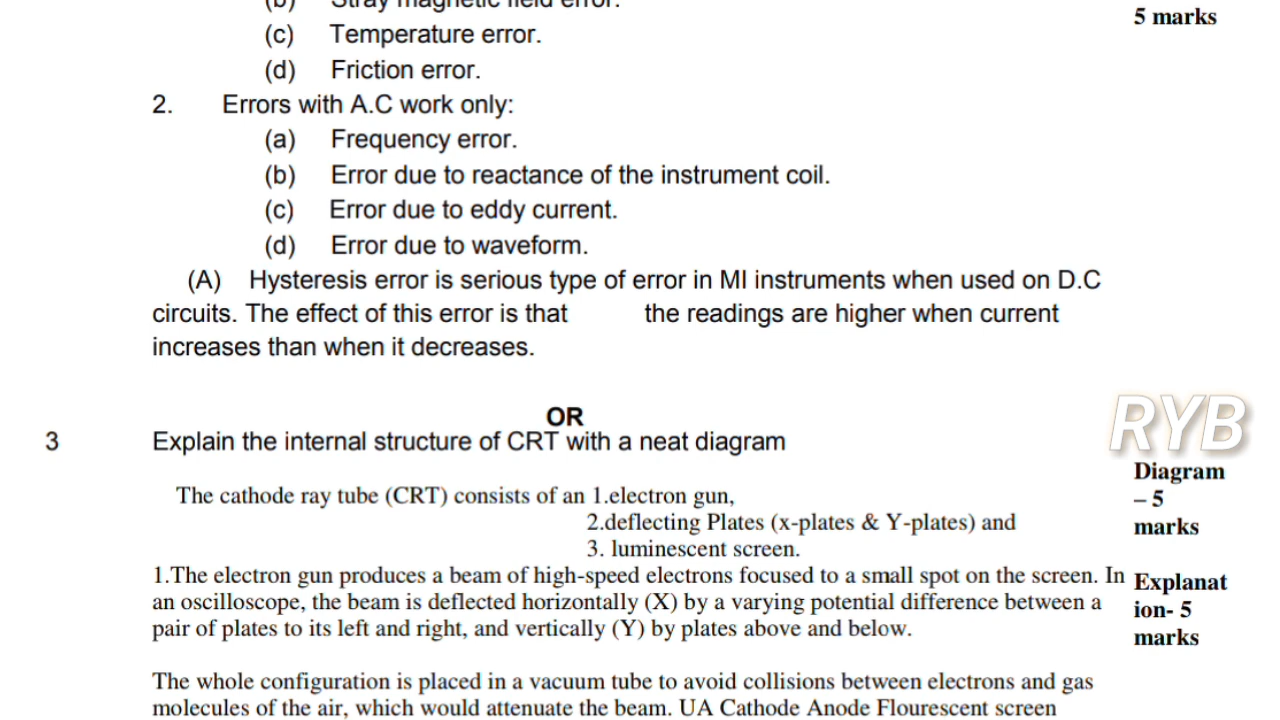 (b) Stray magnetic field error.
5 marks
(c) Temperature error.
(d) Friction error.
2. Errors with A.C work only:
(a) Frequency error.
(b) Error due to reactance of the instrument coil.
(c) Error due to eddy current.
(d) Error due to waveform.
(A) Hysteresis error is serious type of error in MI instruments when used on D.C
circuits. The effect of this error is that the readings are higher when current
increases than when it decreases.
OR
3 Explain the internal structure of CRT with a neat diagram
RYB
Diagram
– 5
marks
The cathode ray tube (CRT) consists of an 1.electron gun,
2.deflecting Plates (x-plates & Y-plates) and
3. luminescent screen.
1.The electron gun produces a beam of high-speed electrons focused to a small spot on the screen. In
an oscilloscope, the beam is deflected horizontally (X) by a varying potential difference between a
pair of plates to its left and right, and vertically (Y) by plates above and below.
Explanat
ion- 5
marks
The whole configuration is placed in a vacuum tube to avoid collisions between electrons and gas
molecules of the air, which would attenuate the beam. UA Cathode Anode Flourescent screen